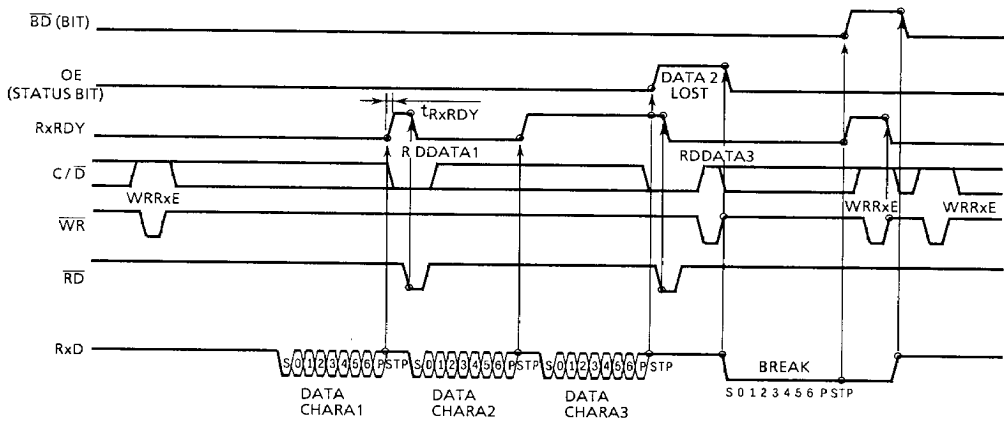 BD (BIT)
OE
(STATUS BIT)
DATA 2
LOST
tRxRDY
RxRDY
RDDATA1
RDDATA3
C/D
WRRxE
WRRxE
WRRxE
WR
RD
RxD
S 0 1 2 3 4 5 6 P STP
S 0 1 2 3 4 5 6 P STP
S 0 1 2 3 4 5 6 P STP
BREAK
S 0 1 2 3 4 5 6 P STP
DATA
CHARA1
DATA
CHARA2
DATA
CHARA3